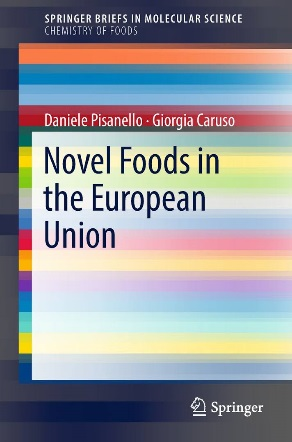 SPRINGER BRIEFS IN MOLECULAR SCIENCE
CHEMISTRY OF FOODS
Daniele Pisanello · Giorgia Caruso
Novel Foods in
the European
Union
Springer